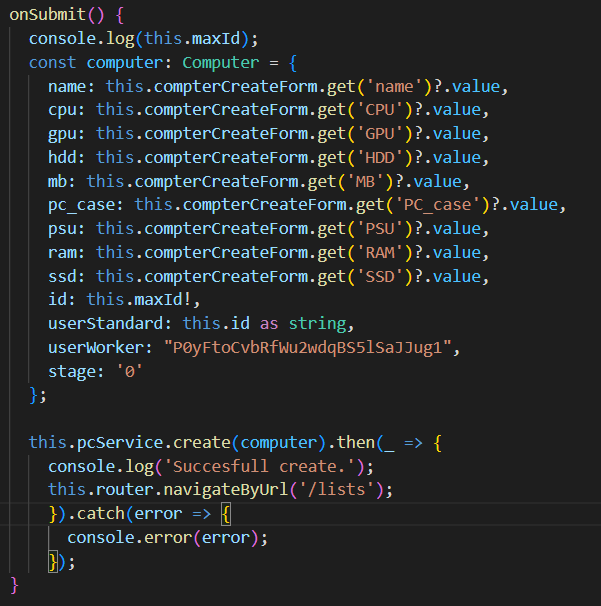 onSubmit() {
console.log(this.maxId);
const computer: Computer = {
name: this.compterCreateForm.get('name')?.value,
cpu: this.compterCreateForm.get('CPU')?.value,
gpu: this.compterCreateForm.get('GPU')?.value,
hdd: this.compterCreateForm.get('HDD')?.value,
mb: this.compterCreateForm.get('MB')?.value,
pc_case: this.compterCreateForm.get('PC_case')?.value,
psu: this.compterCreateForm.get('PSU')?.value,
ram: this.compterCreateForm.get('RAM')?.value,
ssd: this.compterCreateForm.get('SSD')?.value,
id: this.maxId!,
userStandard: this.id as string,
userWorker: "P0yFtoCvbRfWu2wdqBS5lSaJJug1",
stage: '0'
};
this.pcService.create(computer).then(_ => {
console.log('Succesfull create.');
this.router.navigateByUrl('/lists');
}).catch(error => {
console.error(error);
});
}